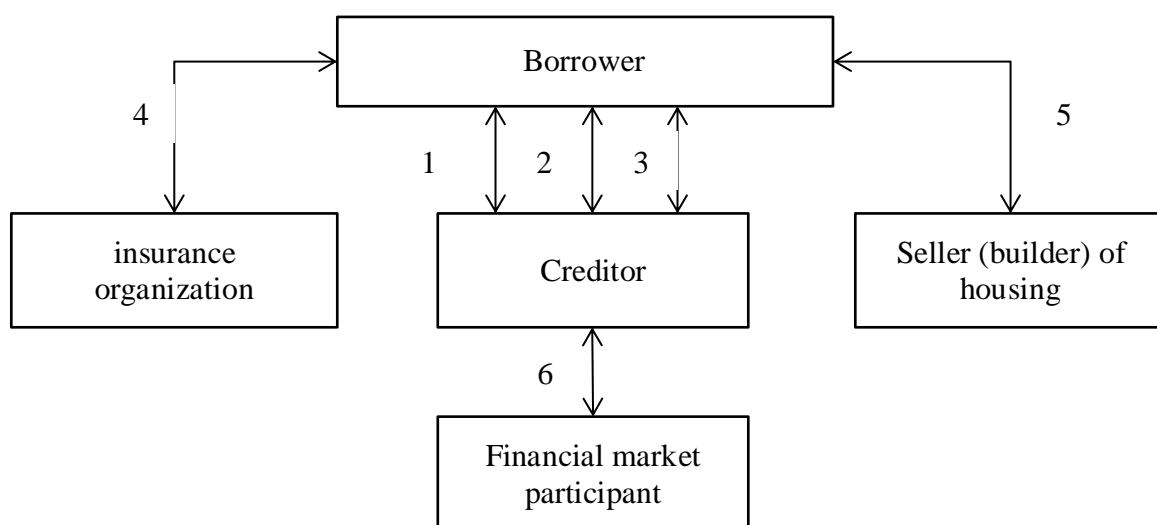 Borrower
4
5
1
2
3
insurance
organization
Creditor
Seller (builder) of
housing
6
Financial market
participant